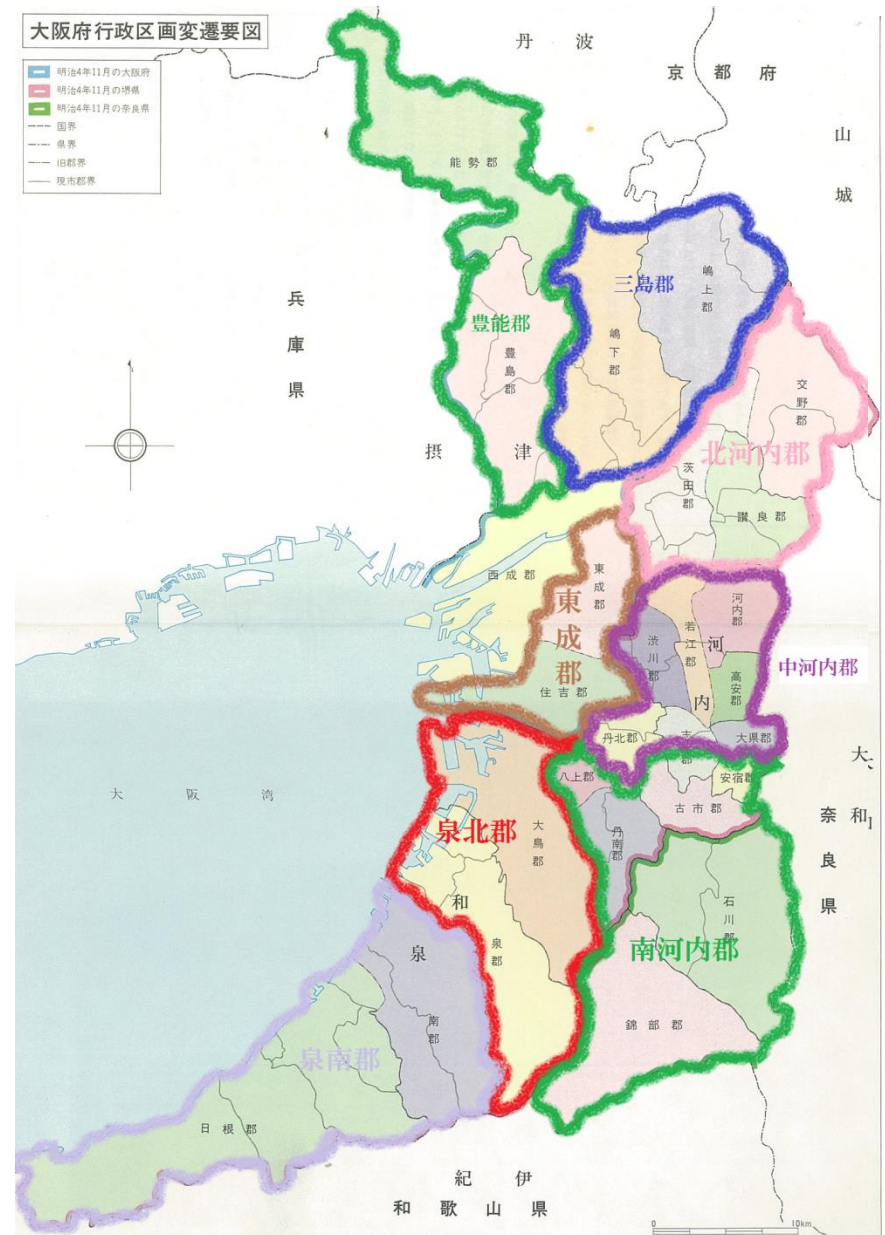 大阪府行政区画変遷要図
明治4年11月の大阪府
明治4年11月の堺県
明治4年11月の奈良県
国界
県界
旧郡界
現市郡界
丹波
京都府
山城
能勢郡
兵庫県
三島郡
嶋上郡
豊能郡
豊島郡
嶋下郡
交野郡
摂津
北河内郡
茨田郡
讃良郡
西成郡
東成郡
東成郡
河内郡
若江郡
渋川郡
河内
中河内郡
高安郡
住吉郡
丹北郡
大県郡
大和
八上郡
安宿郡
古市郡
大阪湾
泉北郡
大鳥郡
丹南郡
奈良県
和泉
石川郡
泉郡
南河内郡
錦部郡
南郡
泉南郡
日根郡
紀伊
和歌山県
0 10km